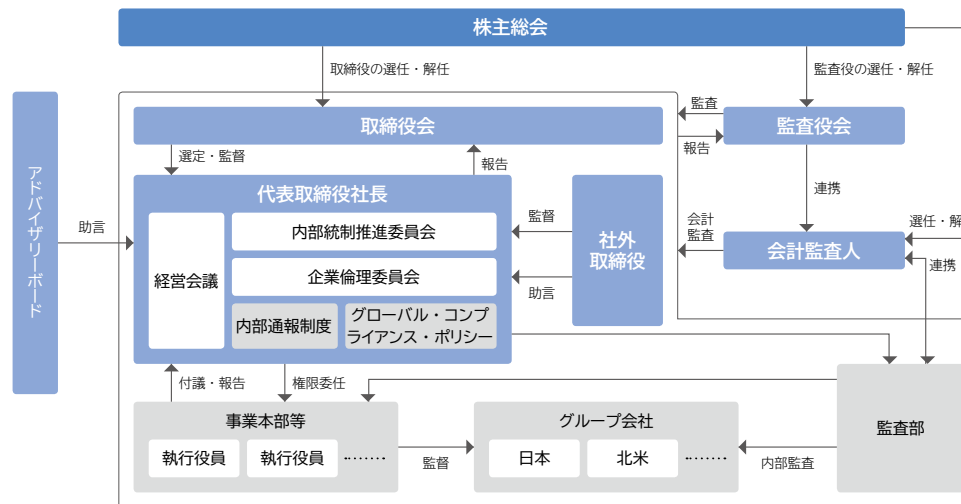 株主総会
取締役の選任・解任
監査役の選任・解任
アドバイザリーボード
取締役会
監査
監査役会
報告
選定・監督
報告
連携
代表取締役社長
経営会議
内部統制推進委員会
企業倫理委員会
内部通報制度
グローバル・コンプ
ライアンス・ポリシー
助言
監督
助言
社外
取締役
会計
監査
会計監査人
選任・解
連携
付議・報告
権限委任
事業本部等
執行役員
執行役員
………
監督
グループ会社
日本
北米
………
内部監査
監査部